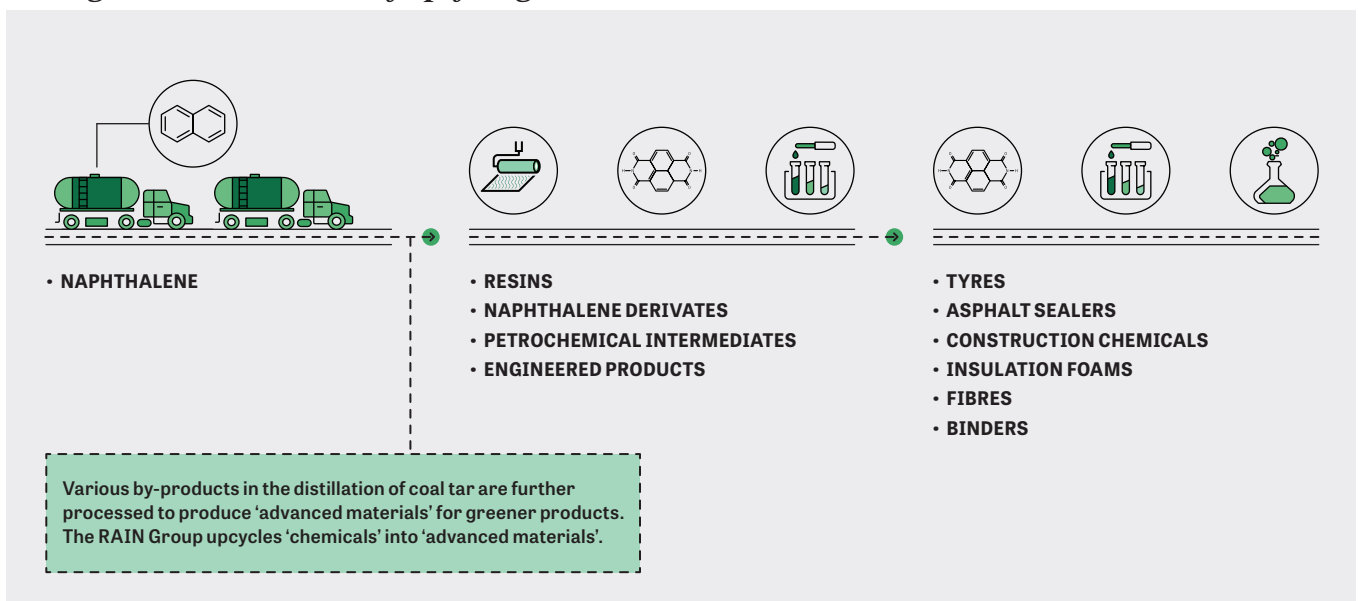 • NAPHTHALENE
• RESINS
• NAPHTHALENE DERIVATES
• PETROCHEMICAL INTERMEDIATES
• ENGINEERED PRODUCTS
• TYRES
• ASPHALT SEALERS
• CONSTRUCTION CHEMICALS
• INSULATION FOAMS
• FIBRES
• BINDERS
Various by-products in the distillation of coal tar are further
processed to produce ‘advanced materials’ for greener products.
The RAIN Group upcycles ‘chemicals’ into ‘advanced materials’.